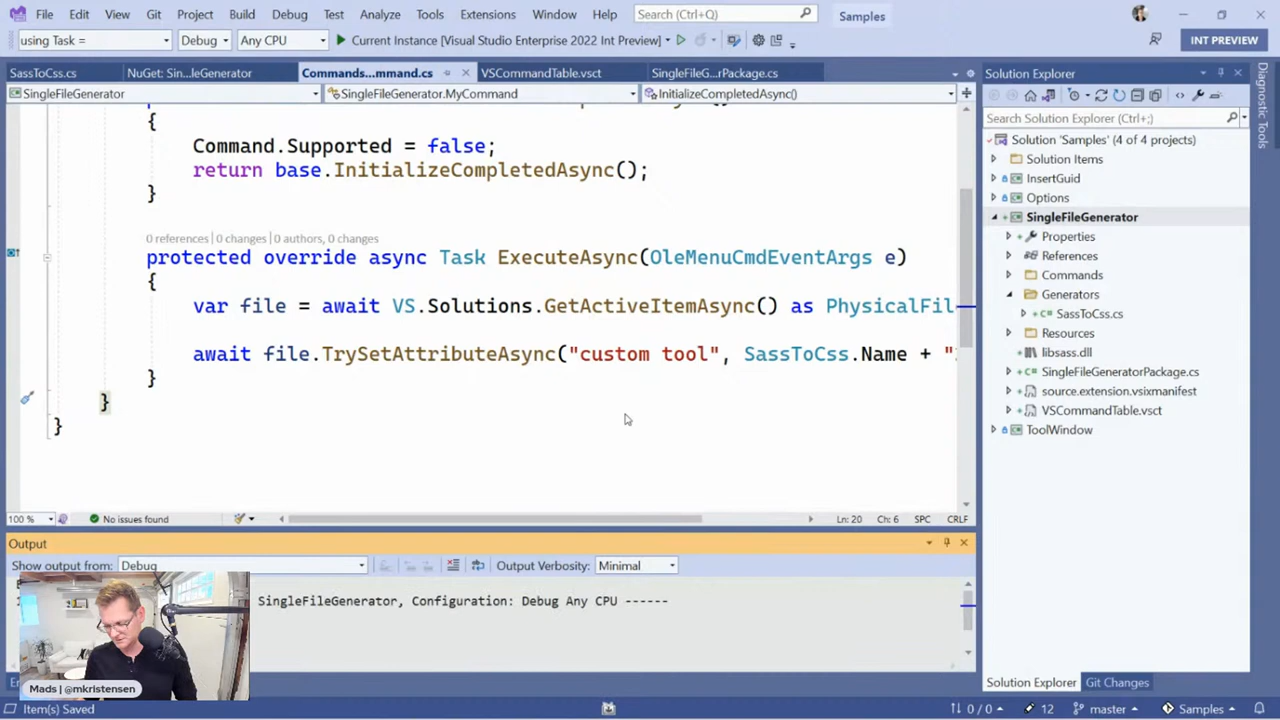 File Edit View Git Project Build Debug Test Analyze Tools Extensions Window Help Search (Ctrl+Q) Samples
using Task = Debug Any CPU Current Instance [Visual Studio Enterprise 2022 Int Preview] INT PREVIEW
SassToCss.cs NuGet: Sin...leGenerator Commands...mmand.cs VSCommandTable.vsct SingleFileG...rPackage.cs
SingleFileGenerator SingleFileGenerator.MyCommand InitializeCompletedAsync()
{
Command.Supported = false;
return base.InitializeCompletedAsync();
}
0 references | 0 changes | 0 authors, 0 changes
protected override async Task ExecuteAsync(OleMenuCmdEventArgs e)
{
var file = await VS.Solutions.GetActiveItemAsync() as PhysicalFil
await file.TrySetAttributeAsync("custom tool", SassToCss.Name + "
}
}
}
100 % No issues found Ln: 20 Ch: 6 SPC CRLF
Output
Show output from: Debug Output Verbosity: Minimal
SingleFileGenerator, Configuration: Debug Any CPU ------
Mads | @mkristensen
Item(s) Saved 0 / 0 12 master Samples
Solution Explorer
Search Solution Explorer (Ctrl+;)
Solution 'Samples' (4 of 4 projects)
Solution Items
InsertGuid
Options
SingleFileGenerator
Properties
References
Commands
Generators
SassToCss.cs
Resources
libsass.dll
SingleFileGeneratorPackage.cs
source.extension.vsixmanifest
VSCommandTable.vsct
ToolWindow
Solution Explorer Git Changes
Diagnostic Tools